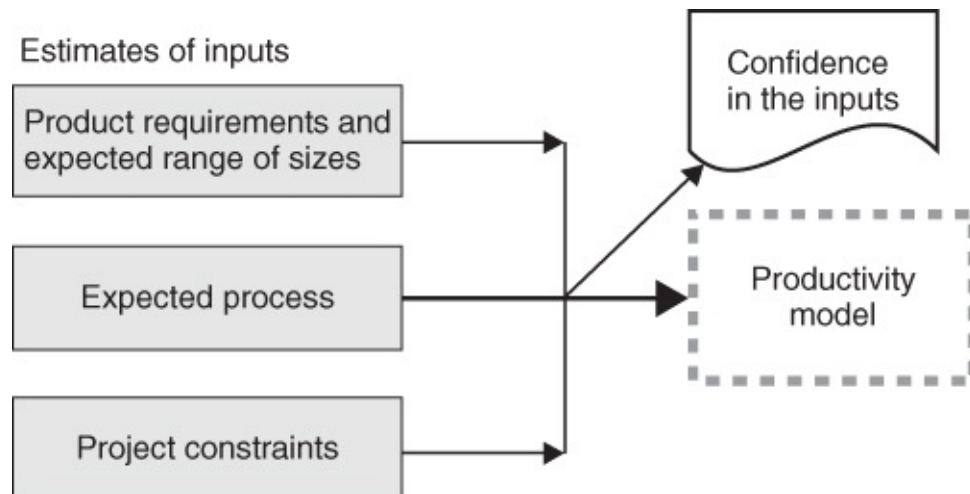 Estimates of inputs
Product requirements and
expected range of sizes
Expected process
Project constraints
Confidence
in the inputs
Productivity
model